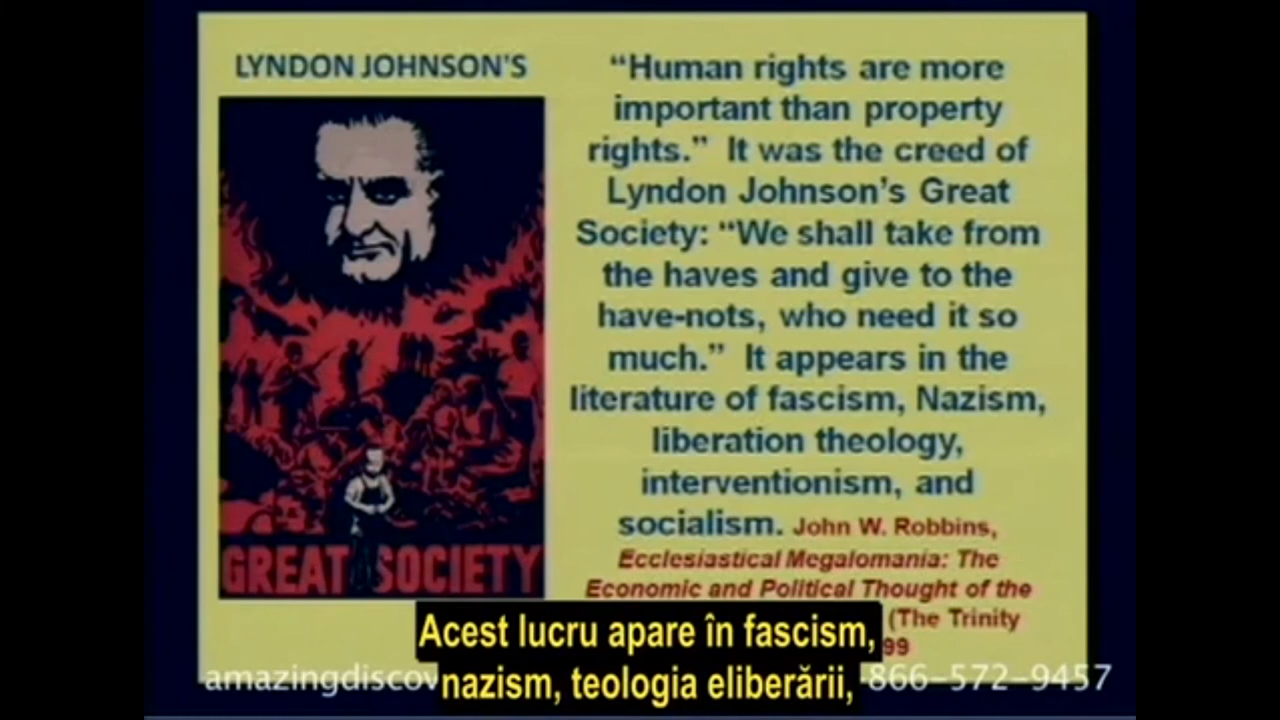 LYNDON JOHNSON'S
GREAT SOCIETY
“Human rights are more
important than property
rights.” It was the creed of
Lyndon Johnson’s Great
Society: “We shall take from
the haves and give to the
have-nots, who need it so
much.” It appears in the
literature of fascism, Nazism,
liberation theology,
interventionism, and
socialism. John W. Robbins,
Ecclesiastical Megalomania: The
Economic and Political Thought of the
(The Trinity
99
Acest lucru apare în fascism,
nazism, teologia eliberării,
amazingdiscov 866-572-9457